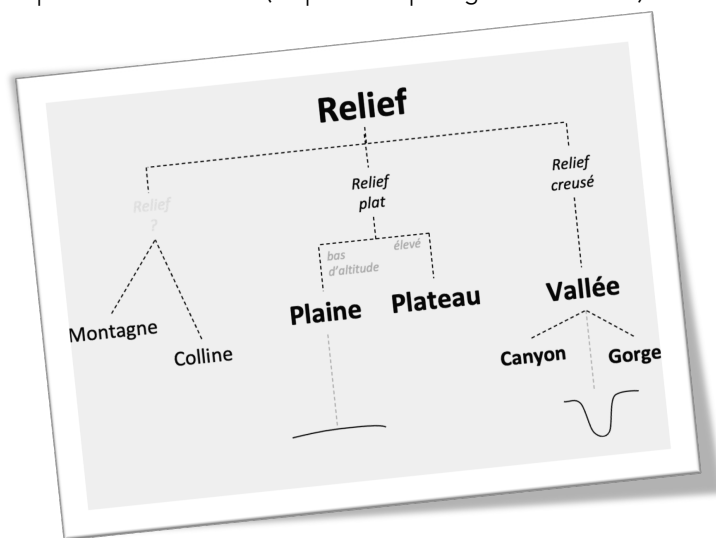 Relief
Relief
?
Relief
plat
Relief
creusé
bas
d'altitude
élevé
Montagne
Colline
Plaine
Plateau
Vallée
Canyon
Gorge